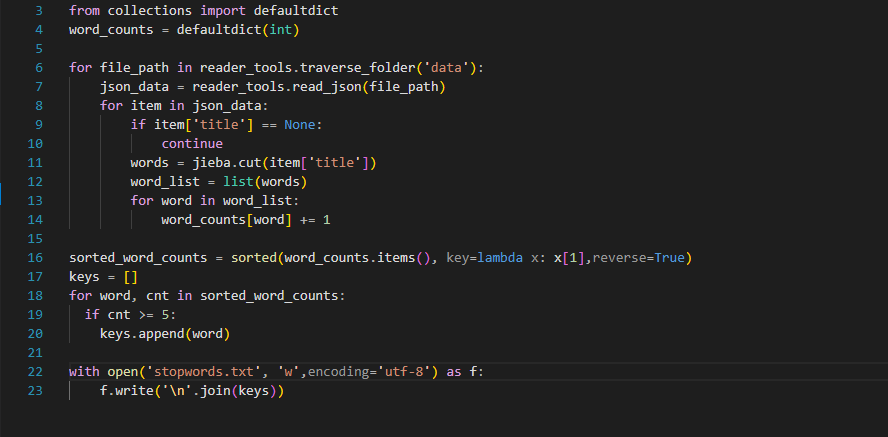 3 from collections import defaultdict
4 word_counts = defaultdict(int)
5
6 for file_path in reader_tools.traverse_folder('data'):
7     json_data = reader_tools.read_json(file_path)
8     for item in json_data:
9         if item['title'] == None:
10             continue
11         words = jieba.cut(item['title'])
12         word_list = list(words)
13         for word in word_list:
14             word_counts[word] += 1
15
16 sorted_word_counts = sorted(word_counts.items(), key=lambda x: x[1],reverse=True)
17 keys = []
18 for word, cnt in sorted_word_counts:
19   if cnt >= 5:
20     keys.append(word)
21
22 with open('stopwords.txt', 'w',encoding='utf-8') as f:
23     f.write('\n'.join(keys))